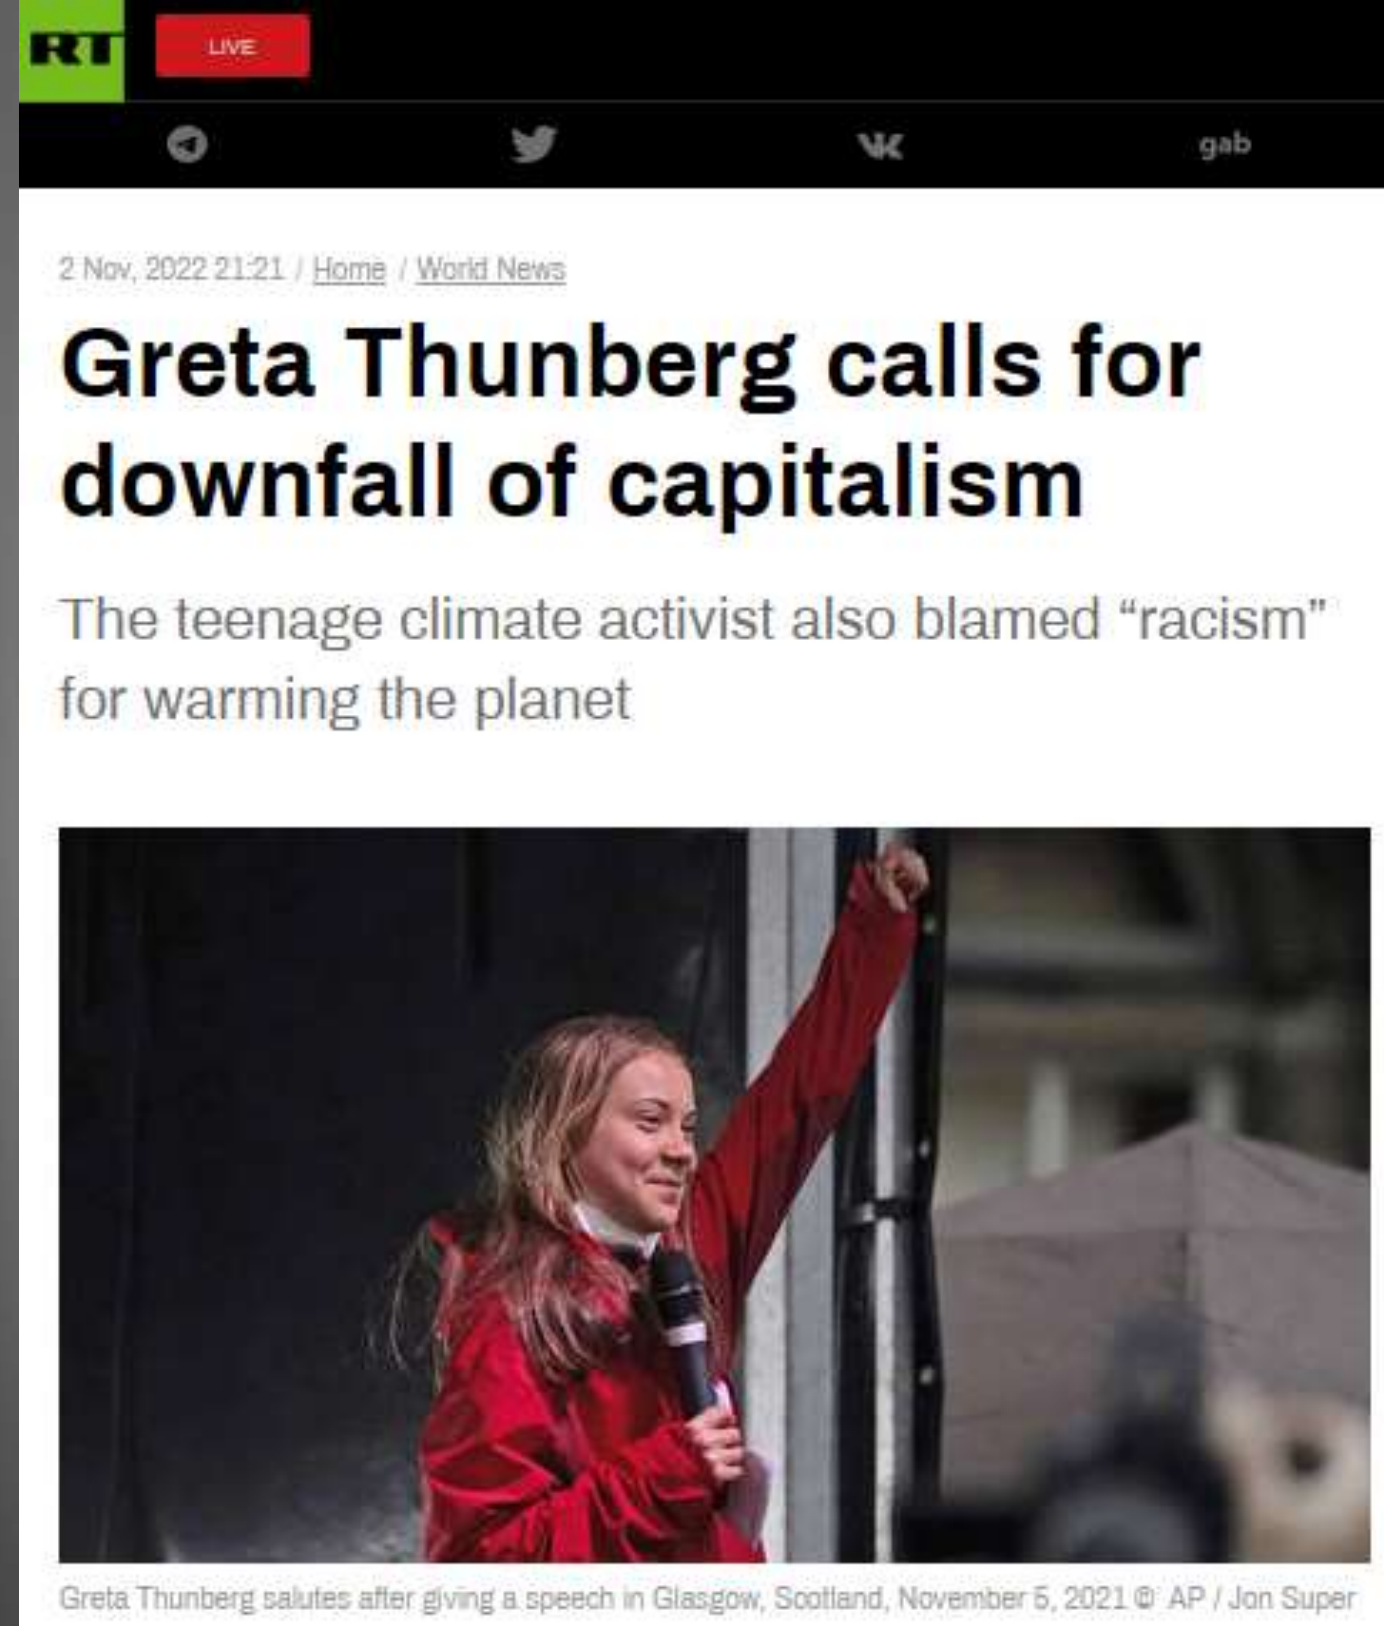 RT LIVE
gab
2 Nov, 2022 21:21 / Home / World News
Greta Thunberg calls for
downfall of capitalism
The teenage climate activist also blamed “racism”
for warming the planet
Greta Thunberg salutes after giving a speech in Glasgow, Scotland, November 5, 2021 © AP / Jon Super